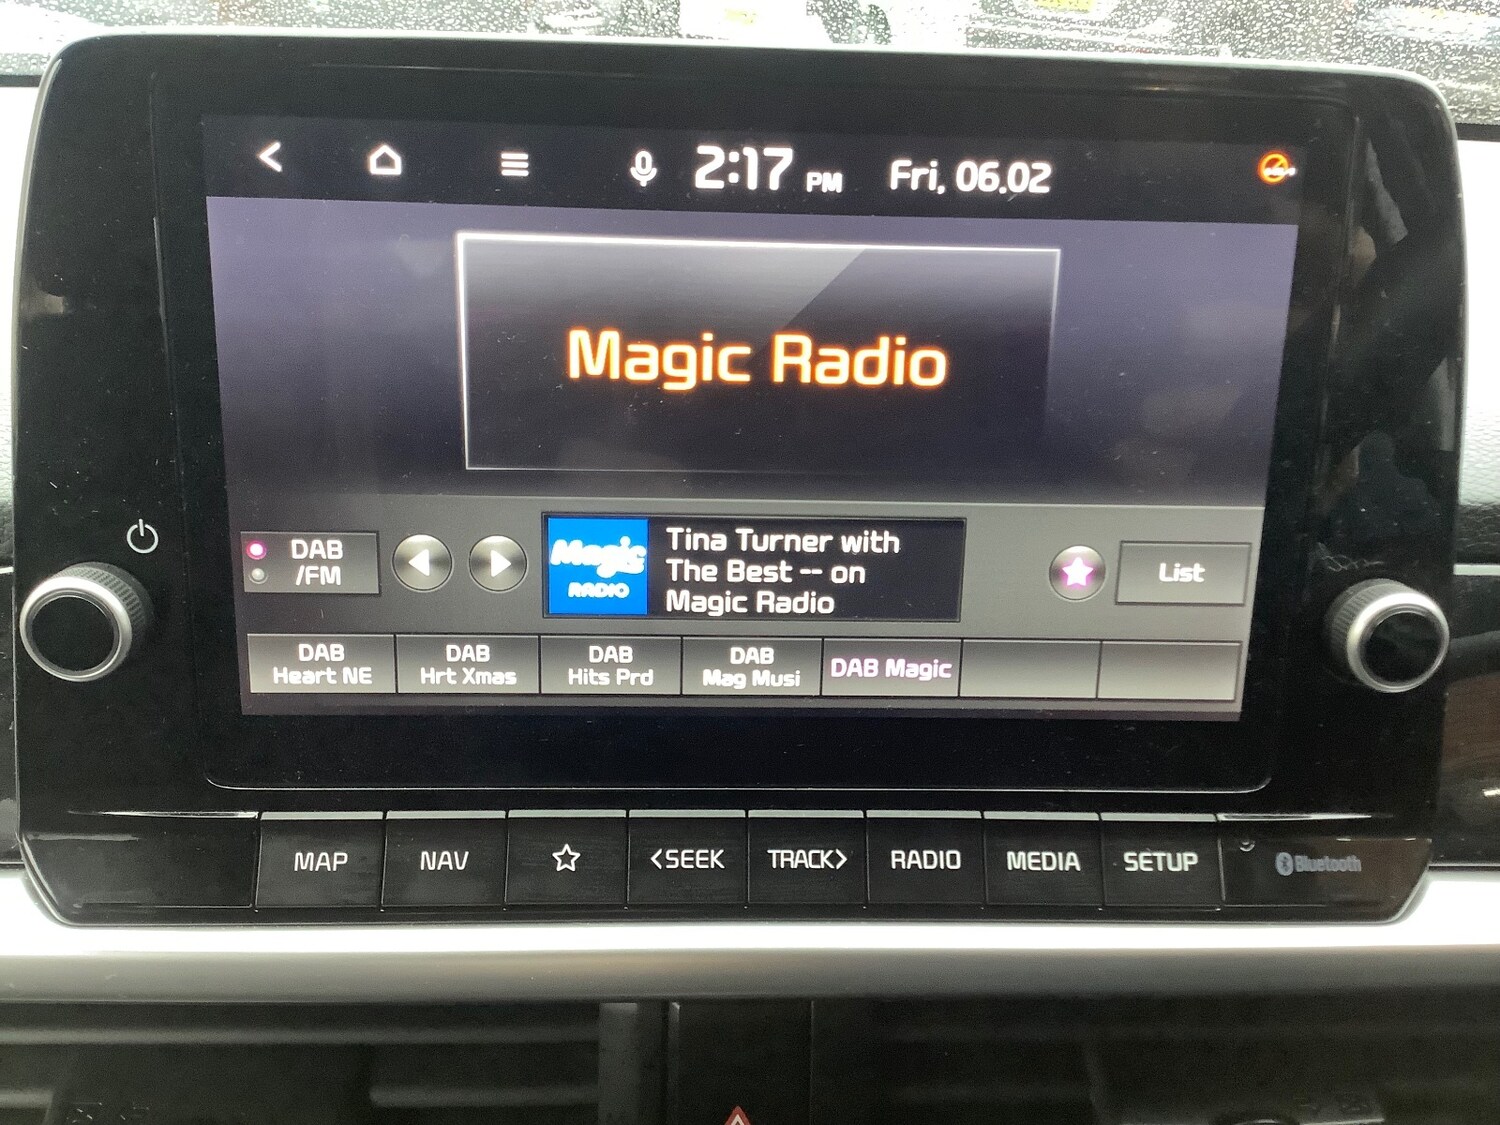 2:17 PM Fri, 06.02
Magic Radio
DAB
/FM
Magic
RADIO
Tina Turner with
The Best -- on
Magic Radio
List
DAB
Heart NE
DAB
Hrt Xmas
DAB
Hits Prd
DAB
Mag Musi
DAB Magic
MAP NAV <SEEK TRACK> RADIO MEDIA SETUP Bluetooth